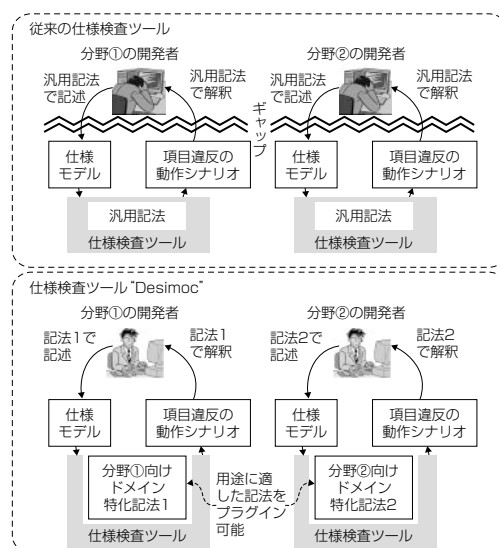 従来の仕様検査ツール
分野①の開発者
分野②の開発者
汎用記法
で記述
汎用記法
で解釈
汎用記法
で記述
汎用記法
で解釈
ギャップ
仕様
モデル
項目違反の
動作シナリオ
仕様
モデル
項目違反の
動作シナリオ
汎用記法
汎用記法
仕様検査ツール
仕様検査ツール
仕様検査ツール“Desimoc”
分野①の開発者
分野②の開発者
記法1で
記述
記法1
で解釈
記法2で
記述
記法2
で解釈
仕様
モデル
項目違反の
動作シナリオ
仕様
モデル
項目違反の
動作シナリオ
分野①向け
ドメイン
特化記法1
用途に適
した記法を
プラグイン
可能
分野②向け
ドメイン
特化記法2
仕様検査ツール
仕様検査ツール